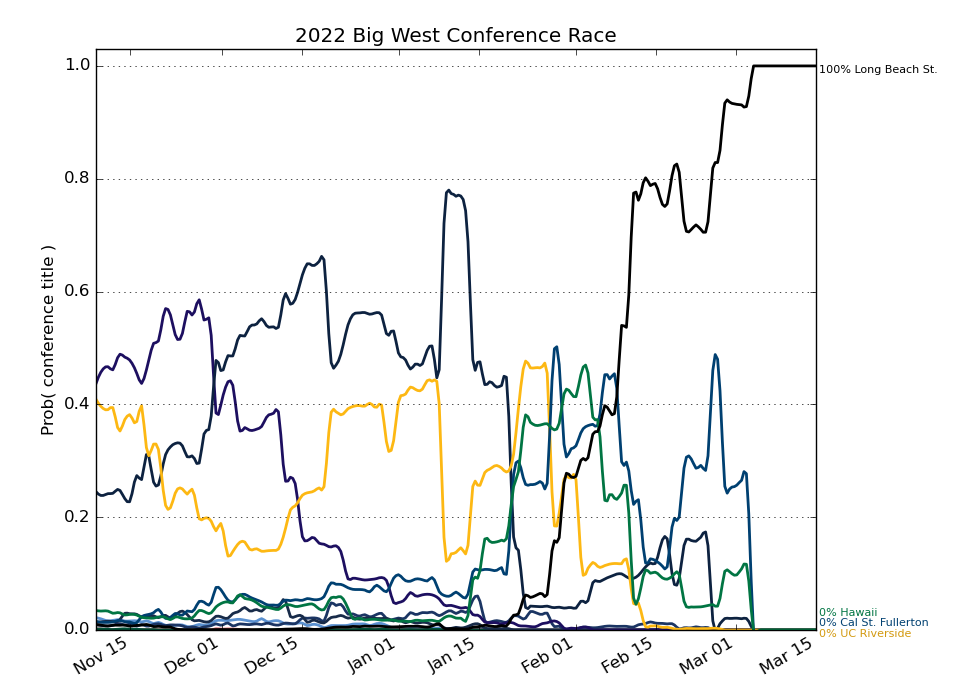 2022 Big West Conference Race
Prob( conference title )
1.0
0.8
0.6
0.4
0.2
0.0
100% Long Beach St.
0% Hawaii
0% Cal St. Fullerton
0% UC Riverside
Nov 15
Dec 01
Dec 15
Jan 01
Jan 15
Feb 01
Feb 15
Mar 01
Mar 15